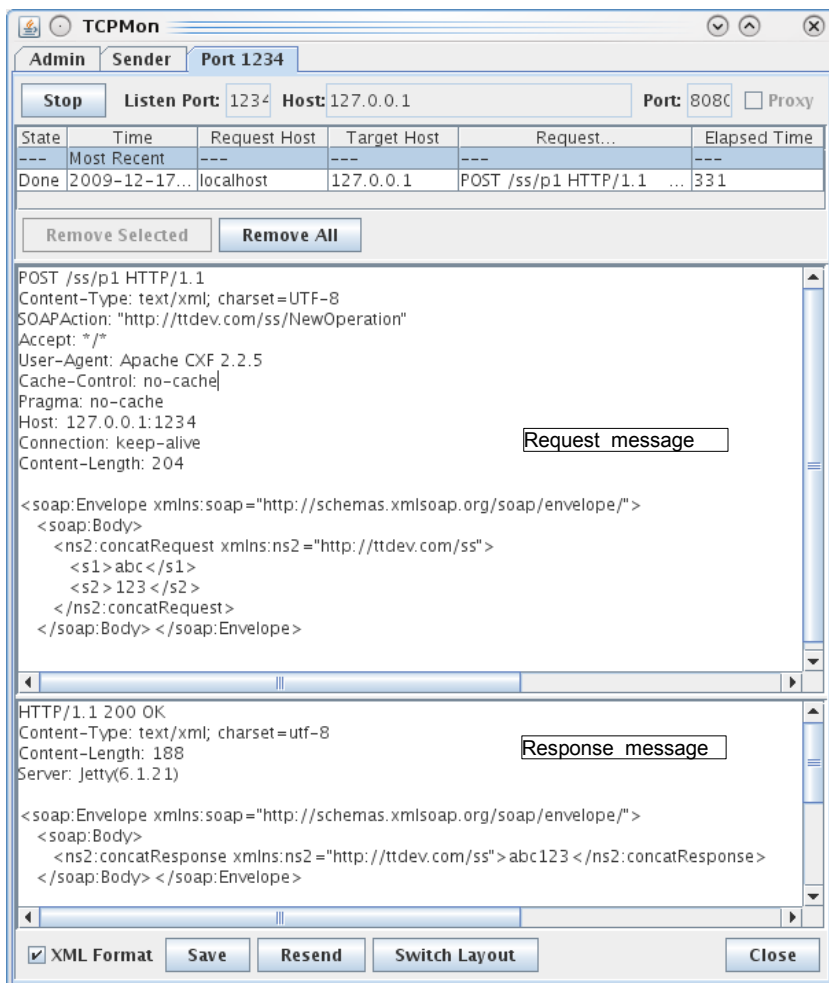 TCPMon
Admin Sender Port 1234
Stop Listen Port: 1234 Host: 127.0.0.1 Port: 8080 Proxy
State Time Request Host Target Host Request... Elapsed Time
--- Most Recent --- --- --- ---
Done 2009-12-17... localhost 127.0.0.1 POST /ss/p1 HTTP/1.1 ... 331
Remove Selected Remove All
POST /ss/p1 HTTP/1.1
Content-Type: text/xml; charset=UTF-8
SOAPAction: "http://ttdev.com/ss/NewOperation"
Accept: */*
User-Agent: Apache CXF 2.2.5
Cache-Control: no-cache
Pragma: no-cache
Host: 127.0.0.1:1234
Connection: keep-alive
Request message
Content-Length: 204
<soap:Envelope xmlns:soap="http://schemas.xmlsoap.org/soap/envelope/">
<soap:Body>
<ns2:concatRequest xmlns:ns2="http://ttdev.com/ss">
<s1>abc</s1>
<s2>123</s2>
</ns2:concatRequest>
</soap:Body></soap:Envelope>
HTTP/1.1 200 OK
Content-Type: text/xml; charset=utf-8
Content-Length: 188
Response message
Server: Jetty(6.1.21)
<soap:Envelope xmlns:soap="http://schemas.xmlsoap.org/soap/envelope/">
<soap:Body>
<ns2:concatResponse xmlns:ns2="http://ttdev.com/ss">abc123</ns2:concatResponse>
</soap:Body></soap:Envelope>
XML Format Save Resend Switch Layout Close